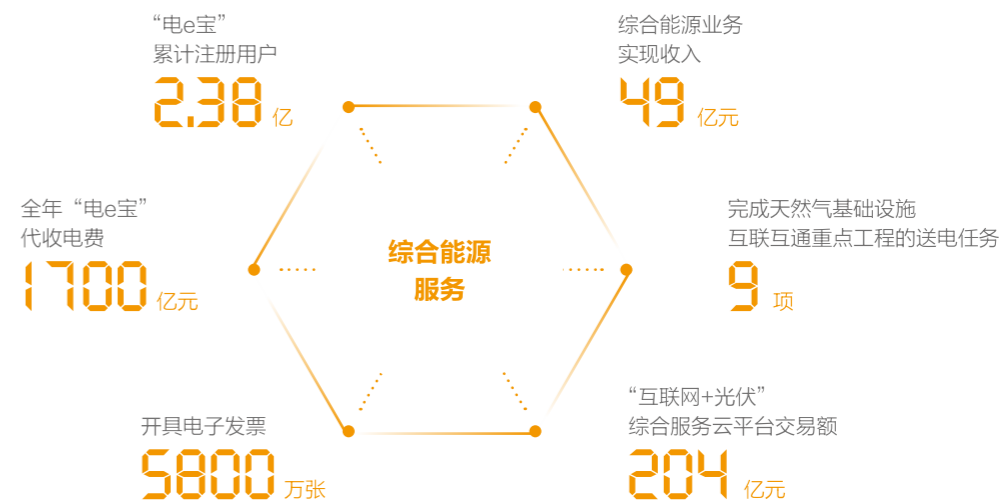 “电e宝”
累计注册用户
2.38 亿
综合能源业务
实现收入
49 亿元
全年“电e宝”
代收电费
1700 亿元
综合能源
服务
完成天然气基础设施
互联互通重点工程的送电任务
9 项
开具电子发票
5800 万张
“互联网+光伏”
综合服务云平台交易额
204 亿元